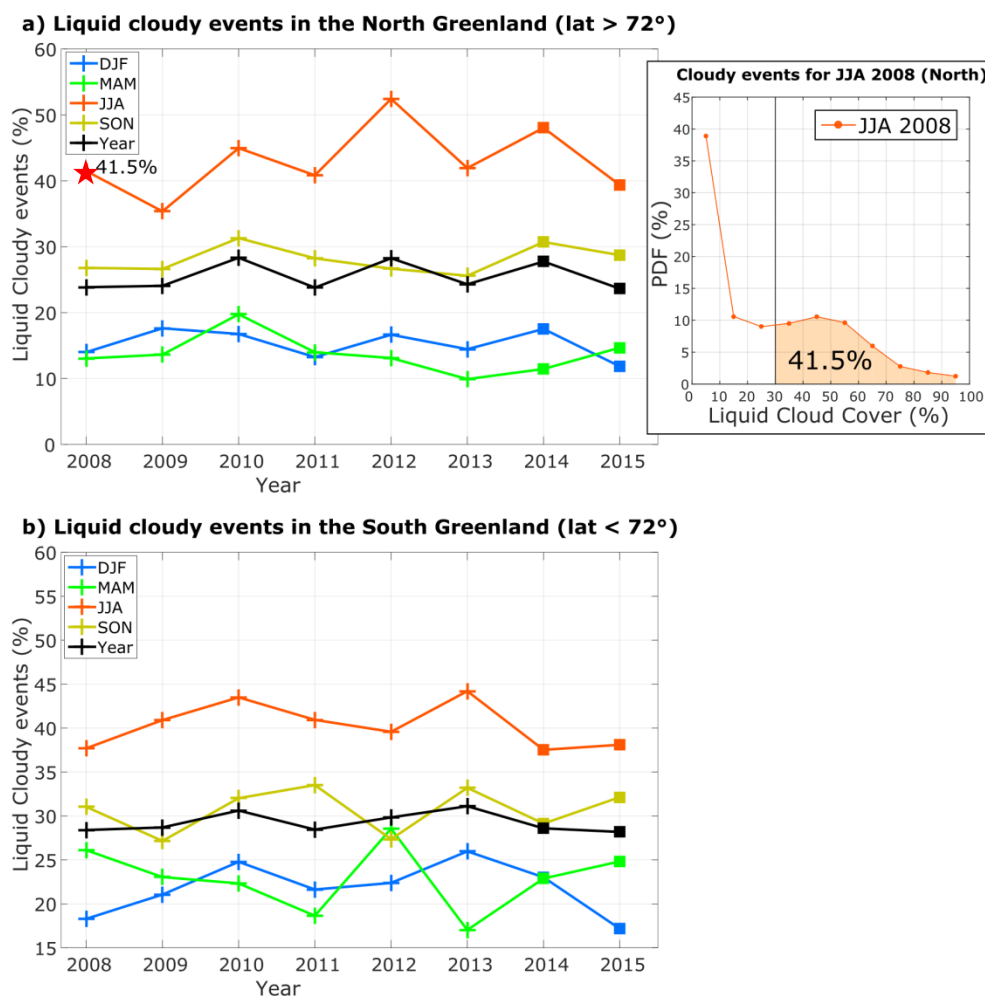 a) Liquid cloudy events in the North Greenland (lat > 72°)
60
50
40
30
20
10
0
Liquid Cloudy events (%)
DJF
MAM
JJA
SON
Year
41.5%
2008 2009 2010 2011 2012 2013 2014 2015
Year
Cloudy events for JJA 2008 (North)
45
40
35
30
25
20
15
10
5
0
PDF (%)
JJA 2008
41.5%
0 10 20 30 40 50 60 70 80 90 100
Liquid Cloud Cover (%)
b) Liquid cloudy events in the South Greenland (lat < 72°)
60
55
50
45
40
35
30
25
20
15
Liquid Cloudy events (%)
DJF
MAM
JJA
SON
Year
2008 2009 2010 2011 2012 2013 2014 2015
Year